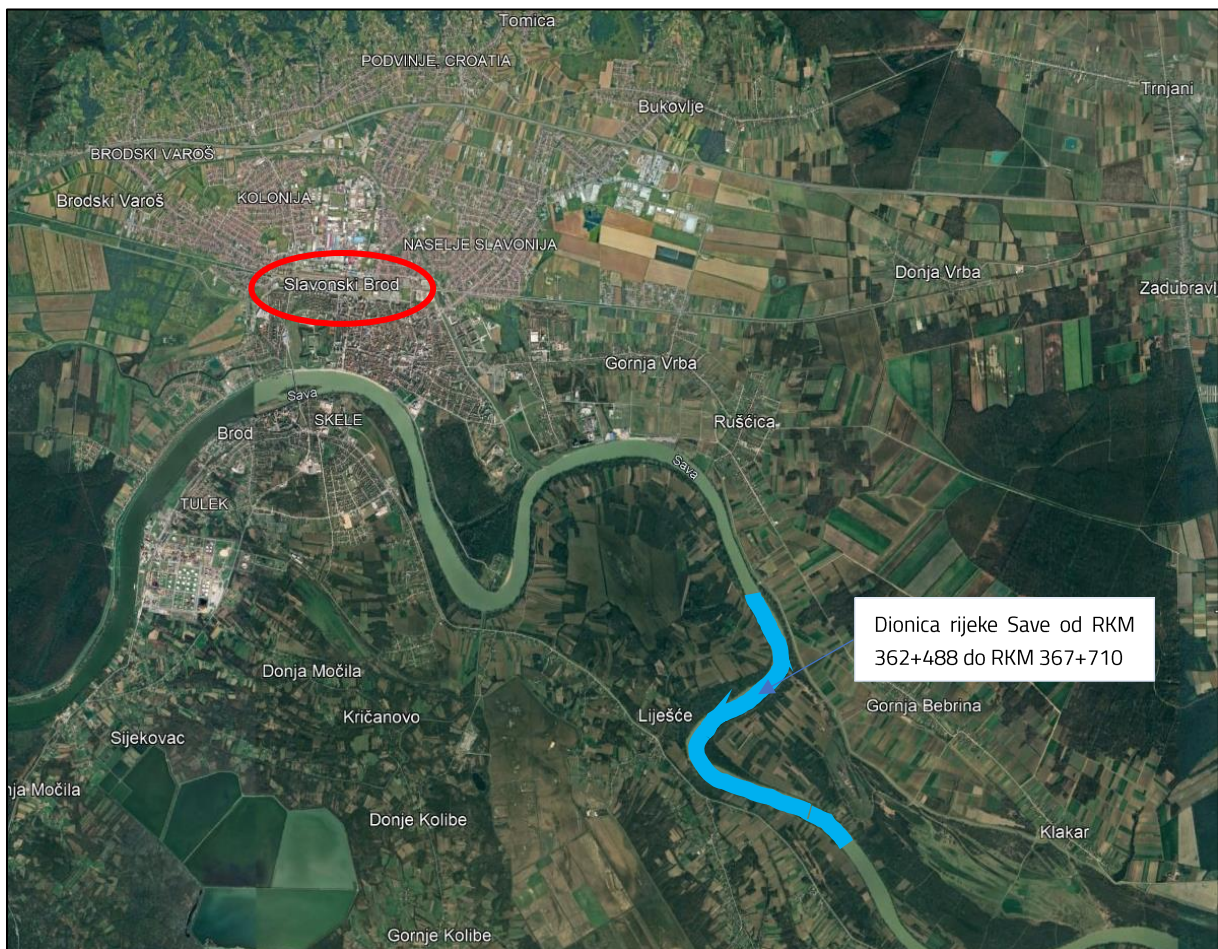 Tomica
PODVINJE, CROATIA
Trnjani
Bukovlje
BRODSKI VAROŠ
Brodski Varoš
KOLONIJA
NASELJE SLAVONIJA
Donja Vrba
Slavonski Brod
Zadubravl
Gornja Vrba
Sava
SKELE
Rušćica
Brod
Sava
TULEK
Dionica rijeke Save od RKM
362+488 do RKM 367+710
Donja Močila
Gornja Bebrina
Kričanovo
Liješće
Sijekovac
nja Močila
Donje Kolibe
Klakar
Gornje Kolibe